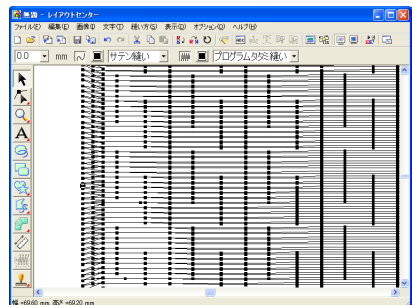 無題 - レイアウトセンター
ファイル(F) 編集(E) 画像(I) 文字(T) 縫い方(S) 表示(D) オプション(O) ヘルプ(H)
0.0 mm サテン縫い プログラムタタミ縫い
A
幅 =69.60 mm 高さ =69.20 mm